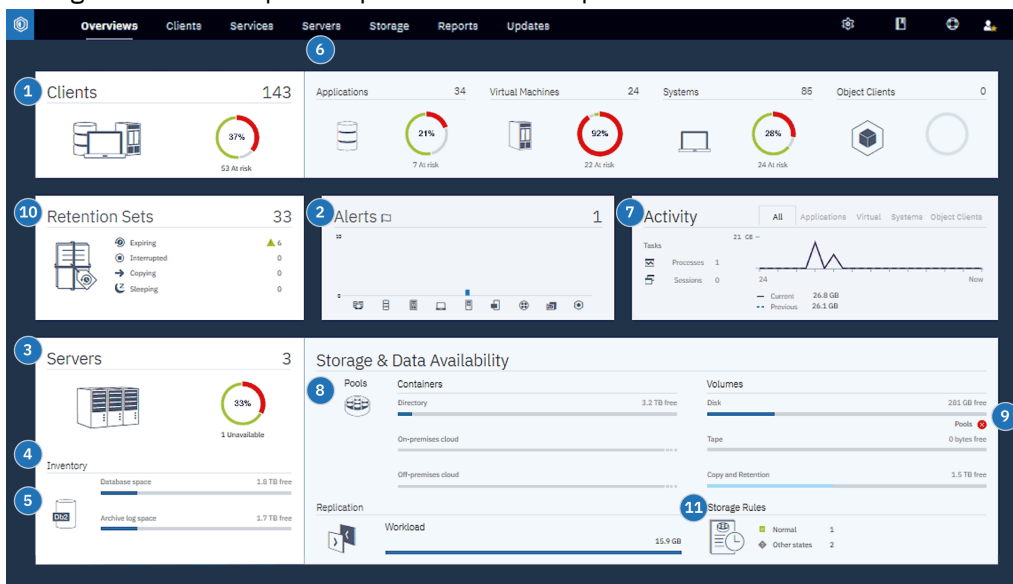 Overviews Clients Services Servers Storage Reports Updates
6
1 Clients 143
37%
53 At risk
Applications 34
21%
7 At risk
Virtual Machines 24
92%
22 At risk
Systems 85
28%
24 At risk
Object Clients 0
10 Retention Sets 33
Expiring 6
Interrupted 0
Copying 0
Sleeping 0
2 Alerts 1
10
0
7 Activity All Applications Virtual Systems Object Clients
Tasks
Processes 1
Sessions 0
21 GB
24 Now
Current 26.8 GB
Previous 26.1 GB
3 Servers 3
33%
1 Unavailable
4
Inventory
Database space 1.8 TB free
5
Db2
Archive log space 1.7 TB free
Storage & Data Availability
8 Pools
Containers
Directory 3.2 TB free
On-premises cloud
Off-premises cloud
Volumes
Disk 281 GB free
9
Pools
Tape 0 bytes free
Copy and Retention 1.5 TB free
Replication
Workload
15.9 GB
11 Storage Rules
Normal 1
Other states 2